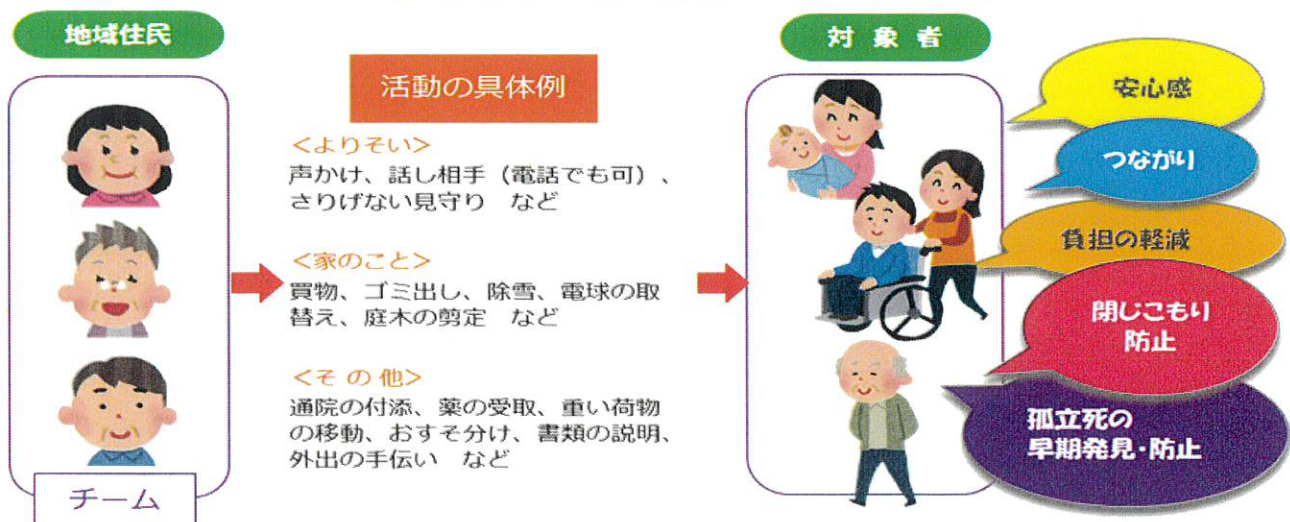 地域住民
チーム
活動の具体例
＜よりそい＞
声かけ、話し相手（電話でも可）、
さりげない見守り　など
＜家のこと＞
買物、ゴミ出し、除雪、電球の取
替え、庭木の剪定　など
＜そ の 他＞
通院の付添、薬の受取、重い荷物
の移動、おすそ分け、書類の説明、
外出の手伝い　など
対 象 者
安心感
つながり
負担の軽減
閉じこもり
防止
孤立死の
早期発見・防止